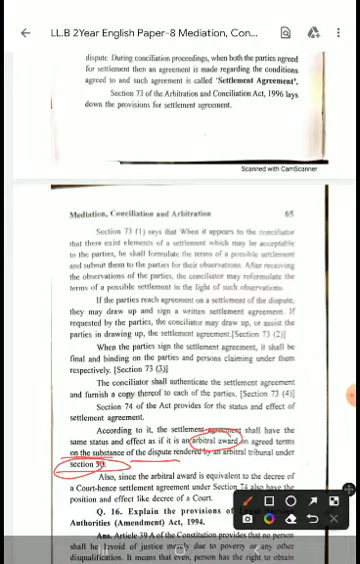 LL.B 2Year English Paper-8 Mediation, Con...
dispute. During conciliation proceedings, when both the parties agreed
for settlement then an agreement is made regarding the conditions
agreed to and such agreement is called 'Settlement Agreement'.
Section 73 of the Arbitration and Conciliation Act, 1996 lays
down the provisions for settlement agreement.
Scanned with CamScanner
Mediation, Conciliation and Arbitration 65
Section 73 (1) says that When it appears to the conciliator
that there exist elements of a settlement which may be acceptable
to the parties, he shall formulate the terms of a possible settlement
and submit them to the parties for their observations. After receiving
the observations of the parties, the conciliator may reformulate the
terms of a possible settlement in the light of such observations.
If the parties reach agreement on a settlement of the dispute,
they may draw up and sign a written settlement agreement. If
requested by the parties, the conciliator may draw up, or assist the
parties in drawing up, the settlement agreement.[Section 73 (2)]
When the parties sign the settlement agreement, it shall be
final and binding on the parties and persons claiming under them
respectively. [Section 73 (3)]
The conciliator shall authenticate the settlement agreement
and furnish a copy thereof to each of the parties. [Section 73 (4)]
Section 74 of the Act provides for the status and effect of
settlement agreement.
According to it, the settlement agreement shall have the
same status and effect as if it is an arbitral award on agreed terms
on the substance of the dispute rendered by an arbitral tribunal under
section 30.
Also, since the arbitral award is equivalent to the decree of
a Court-hence settlement agreement under Section 74 also have the
position and effect like decree of a Court.
Q. 16. Explain the provisions of
Authorities (Amendment) Act, 1994.
Ans. Article 39A of the Constitution provides that no person
shall be devoid of justice merely due to poverty or any other
disqualification. It means that even, person has the right to obtain